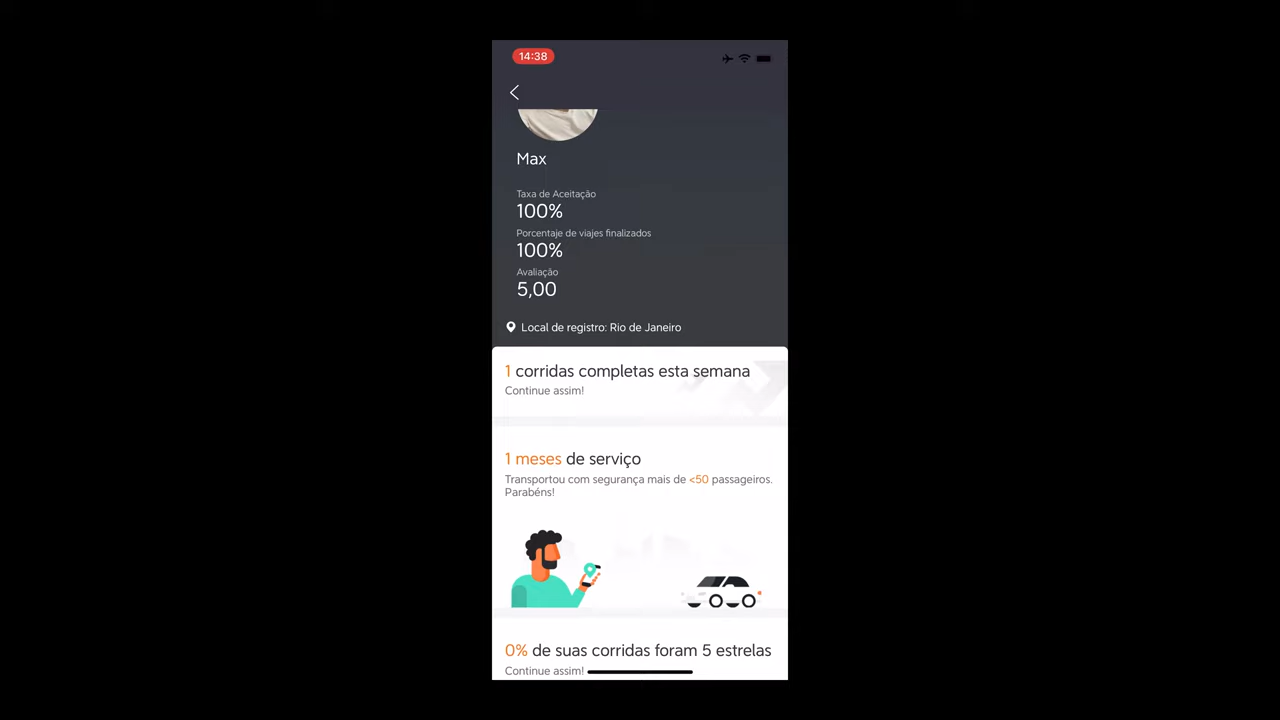 14:38
Max
Taxa de Aceitação
100%
Porcentaje de viajes finalizados
100%
Avaliação
5,00
Local de registro: Rio de Janeiro
1 corridas completas esta semana
Continue assim!
1 meses de serviço
Transportou com segurança mais de <50 passageiros.
Parabéns!
0% de suas corridas foram 5 estrelas
Continue assim!